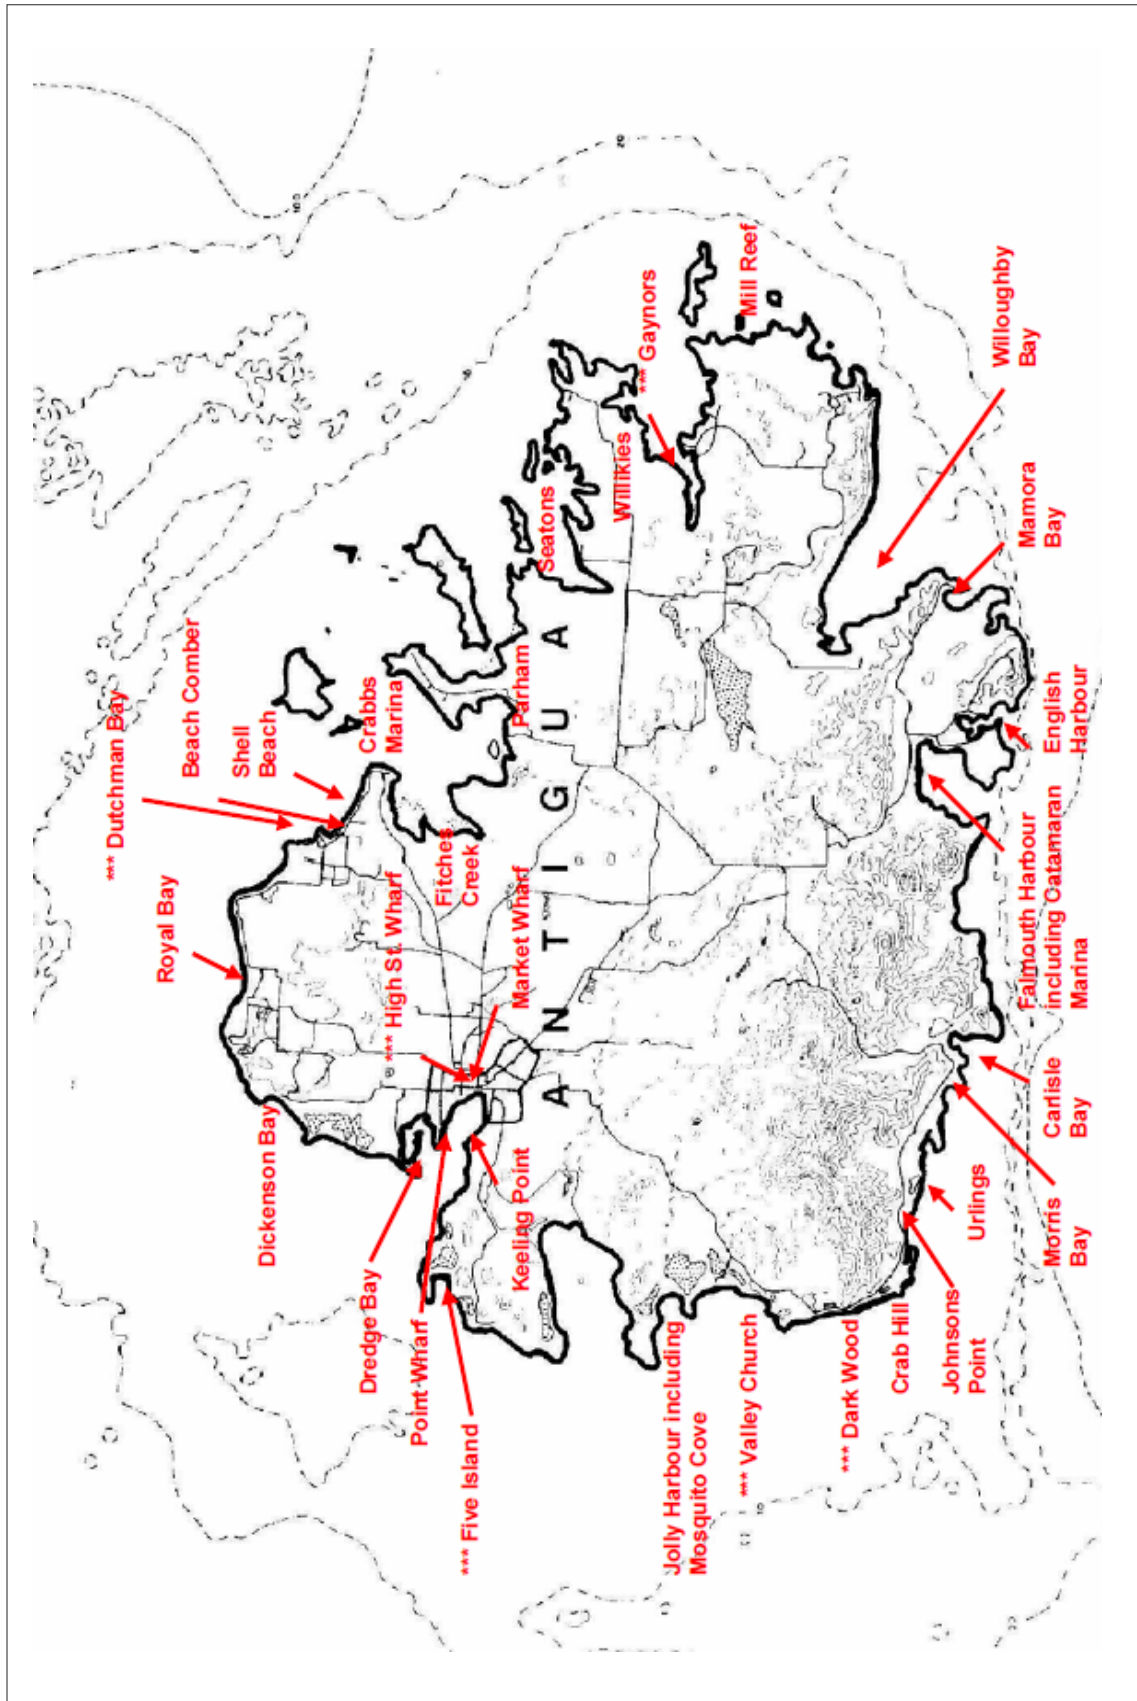 *** Dutchman Bay
Beach Comber
Shell
Beach
Crabbs
Marina
Royal Bay
*** High St. Wharf
Fitches
Creek
Market Wharf
Parham
Seatons
Willikies
*** Gaynors
Mill Reef
Willoughby
Bay
Mamora
Bay
English
Harbour
Falmouth Harbour
including Catamaran
Marina
Carlisle
Bay
Morris
Bay
Urlings
Johnsons
Point
Crab Hill
*** Dark Wood
*** Valley Church
Jolly Harbour including
Mosquito Cove
*** Five Island
Point Wharf
Dredge Bay
Keeling Point
Dickenson Bay
A N T I G U A
100
20